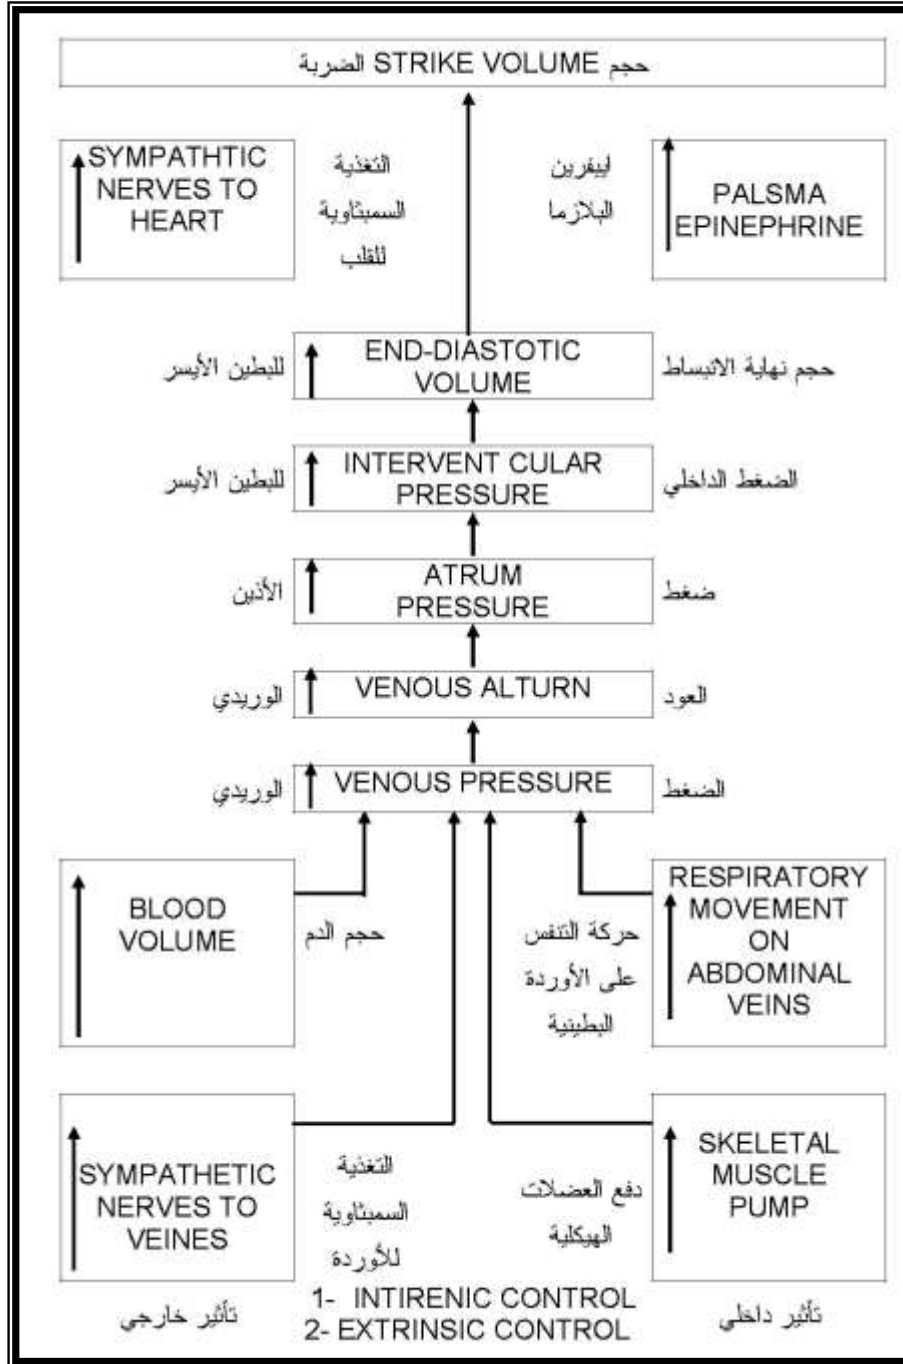 حجم STRIKE VOLUME الضربة
SYMPATHTIC
NERVES TO
HEART
التغذية
السمبثاوية
للقلب
ايبفرين
البلازما
PALSMA
EPINEPHRINE
للبطين الأيسر
END-DIASTOTIC
VOLUME
حجم نهاية الانبساط
للبطين الأيسر
INTERVENT CULAR
PRESSURE
الضغط الداخلي
الأذين
ATRUM
PRESSURE
ضغط
الوريدي
VENOUS ALTURN
العود
الوريدي
VENOUS PRESSURE
الضغط
BLOOD
VOLUME
حجم الدم
حركة التنفس
على الأوردة
البطينية
RESPIRATORY
MOVEMENT
ON
ABDOMINAL
VEINS
SYMPATHETIC
NERVES TO
VEINES
التغذية
السمبثاوية
للأوردة
دفع العضلات
الهيكلية
SKELETAL
MUSCLE
PUMP
تأثير خارجي
1- INTIRENIC CONTROL
2- EXTRINSIC CONTROL
تأثير داخلي